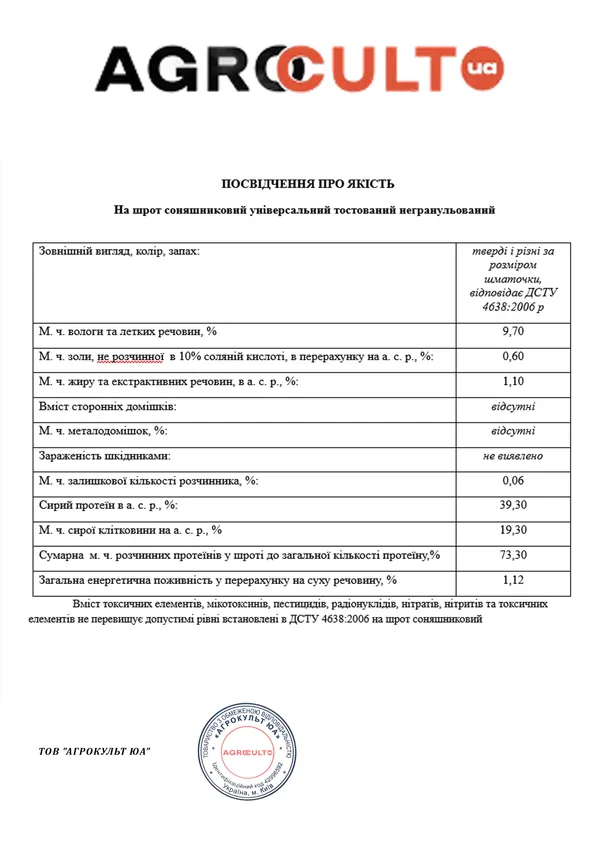 AGROCULT ua
ПОСВІДЧЕННЯ ПРО ЯКІСТЬ
На шрот соняшниковий універсальний тостований негранульований
Зовнішній вигляд, колір, запах:
тверді і різні за
розміром
шматочки,
відповідає ДСТУ
4638:2006 р
М. ч. вологи та летких речовин, % 9,70
М. ч. золи, не розчинної в 10% соляній кислоті, в перерахунку на а. с. р., %: 0,60
М. ч. жиру та екстрактивних речовин, в а. с. р., %: 1,10
Вміст сторонніх домішків: відсутні
М. ч. металодомішок, %: відсутні
Зараженість шкідниками: не виявлено
М. ч. залишкової кількості розчинника, %: 0,06
Сирий протеїн в а. с. р., %: 39,30
М. ч. сирої клітковини на а. с. р., % 19,30
Сумарна м. ч. розчинних протеїнів у шроті до загальної кількості протеїну,% 73,30
Загальна енергетична поживність у перерахунку на суху речовину, % 1,12
Вміст токсичних елементів, мікотоксинів, пестицидів, радіонуклідів, нітратів, нітритів та токсичних
елементів не перевищує допустимі рівні встановлені в ДСТУ 4638:2006 на шрот соняшниковий
ТОВ "АГРОКУЛЬТ ЮА"
ТОВАРИСТВО З ОБМЕЖЕНОЮ ВІДПОВІДАЛЬНІСТЮ
«АГРОКУЛЬТ ЮА»
AGROCULT
Ідентифікаційний код
Україна, м. Київ